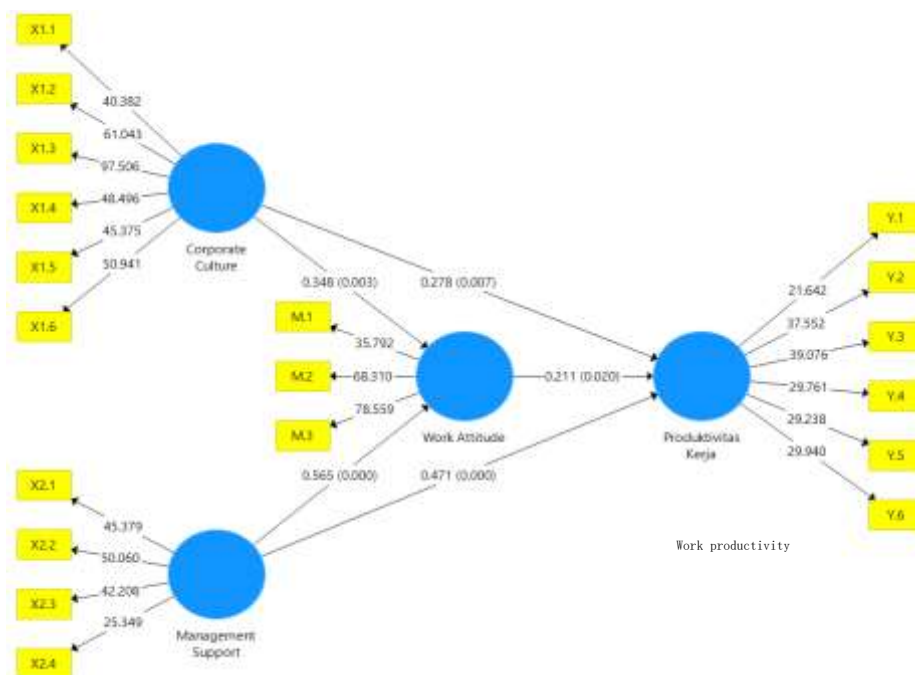 X1.1
X1.2
X1.3
X1.4
X1.5
X1.6
40.382
61.043
97.506
48.496
45.375
50.941
Corporate
Culture
0.348 (0.003)
0.278 (0.007)
M.1
M.2
M.3
35.792
68.310
78.559
Work Attitude
0.211 (0.020)
0.565 (0.000)
0.471 (0.000)
X2.1
X2.2
X2.3
X2.4
45.379
50.060
42.208
25.349
Management
Support
Produktivitas
Kerja
21.642
37.552
39.076
29.761
29.238
29.940
Y.1
Y.2
Y.3
Y.4
Y.5
Y.6
Work productivity